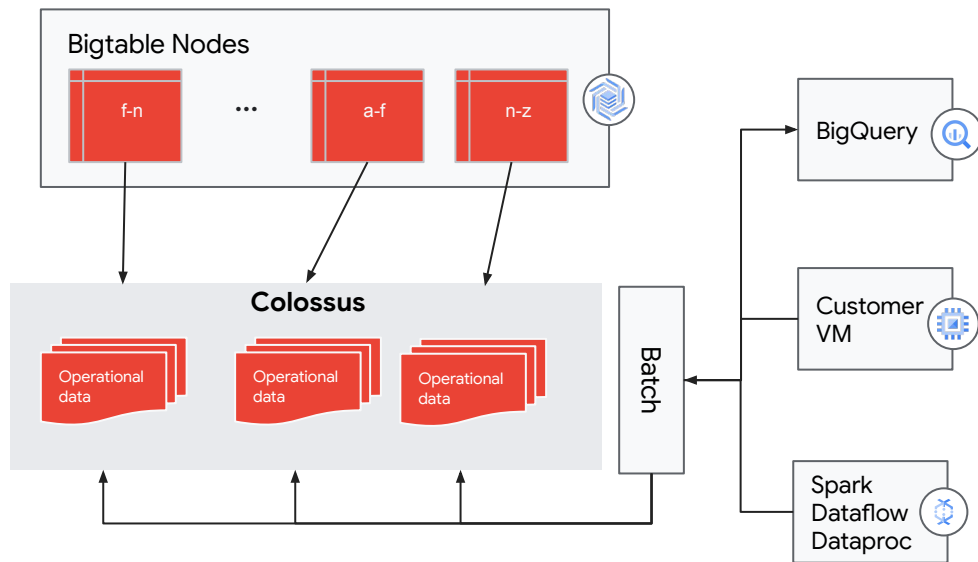 Bigtable Nodes
f-n
...
a-f
n-z
BigQuery
Colossus
Customer
VM
Batch
Operational
data
Operational
data
Operational
data
Spark
Dataflow
Dataproc